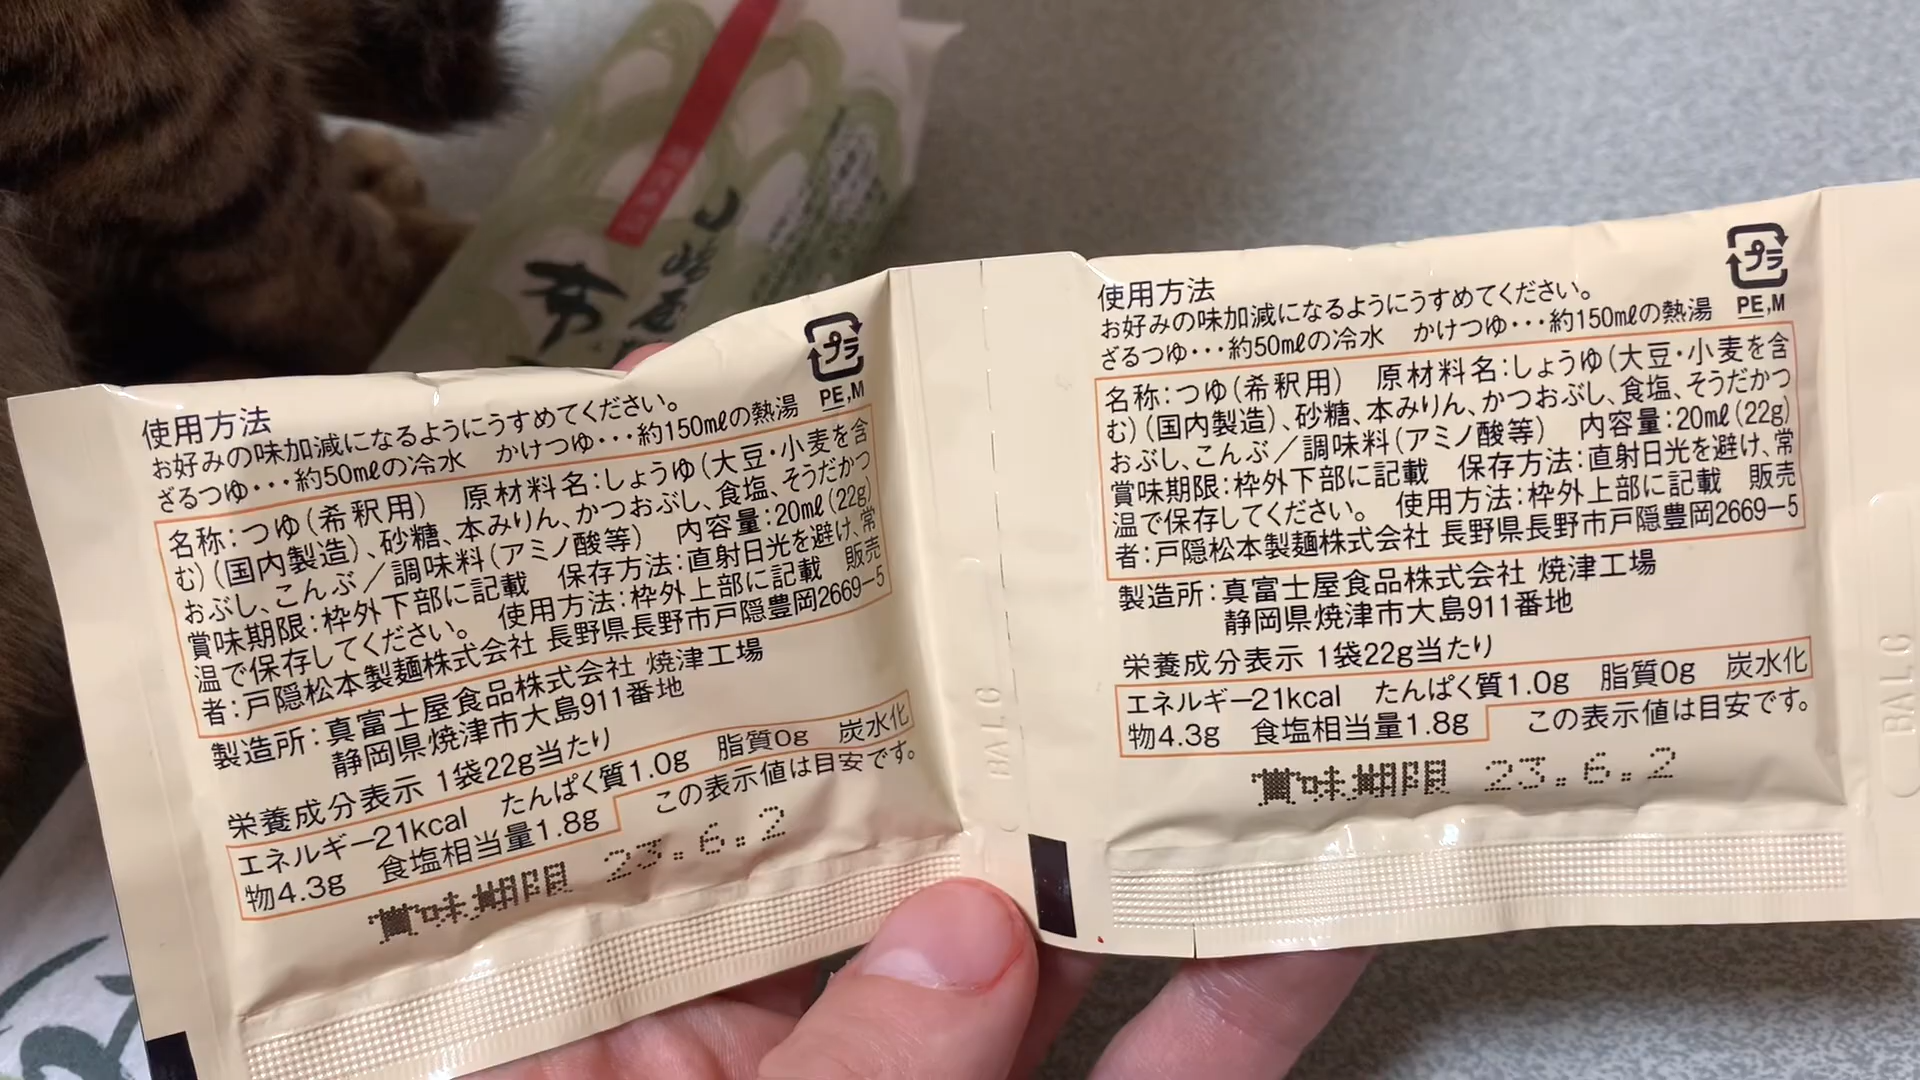 山崎屋
布
使用方法
お好みの味加減になるようにうすめてください。
ざるつゆ･･･約50mlの冷水　かけつゆ･･･約150mlの熱湯
プラ
PE,M
名称：つゆ（希釈用）　原材料名：しょうゆ（大豆・小麦を含
む）（国内製造）、砂糖、本みりん、かつおぶし、食塩、そうだかつ
おぶし、こんぶ／調味料（アミノ酸等）　内容量：20ml（22g）
賞味期限：枠外下部に記載　保存方法：直射日光を避け、常
温で保存してください。　使用方法：枠外上部に記載　販売
者：戸隠松本製麺株式会社 長野県長野市戸隠豊岡2669−5
製造所：真富士屋食品株式会社 焼津工場
静岡県焼津市大島911番地
栄養成分表示 1袋22g当たり
エネルギー21kcal　たんぱく質1.0g　脂質0g　炭水化
物4.3g　食塩相当量1.8g　この表示値は目安です。
賞味期限 23.6.2
BALC
使用方法
お好みの味加減になるようにうすめてください。
ざるつゆ･･･約50mlの冷水　かけつゆ･･･約150mlの熱湯
プラ
PE,M
名称：つゆ（希釈用）　原材料名：しょうゆ（大豆・小麦を含
む）（国内製造）、砂糖、本みりん、かつおぶし、食塩、そうだかつ
おぶし、こんぶ／調味料（アミノ酸等）　内容量：20ml（22g）
賞味期限：枠外下部に記載　保存方法：直射日光を避け、常
温で保存してください。　使用方法：枠外上部に記載　販売
者：戸隠松本製麺株式会社 長野県長野市戸隠豊岡2669−5
製造所：真富士屋食品株式会社 焼津工場
静岡県焼津市大島911番地
栄養成分表示 1袋22g当たり
エネルギー21kcal　たんぱく質1.0g　脂質0g　炭水化
物4.3g　食塩相当量1.8g　この表示値は目安です。
賞味期限 23.6.2
BALC